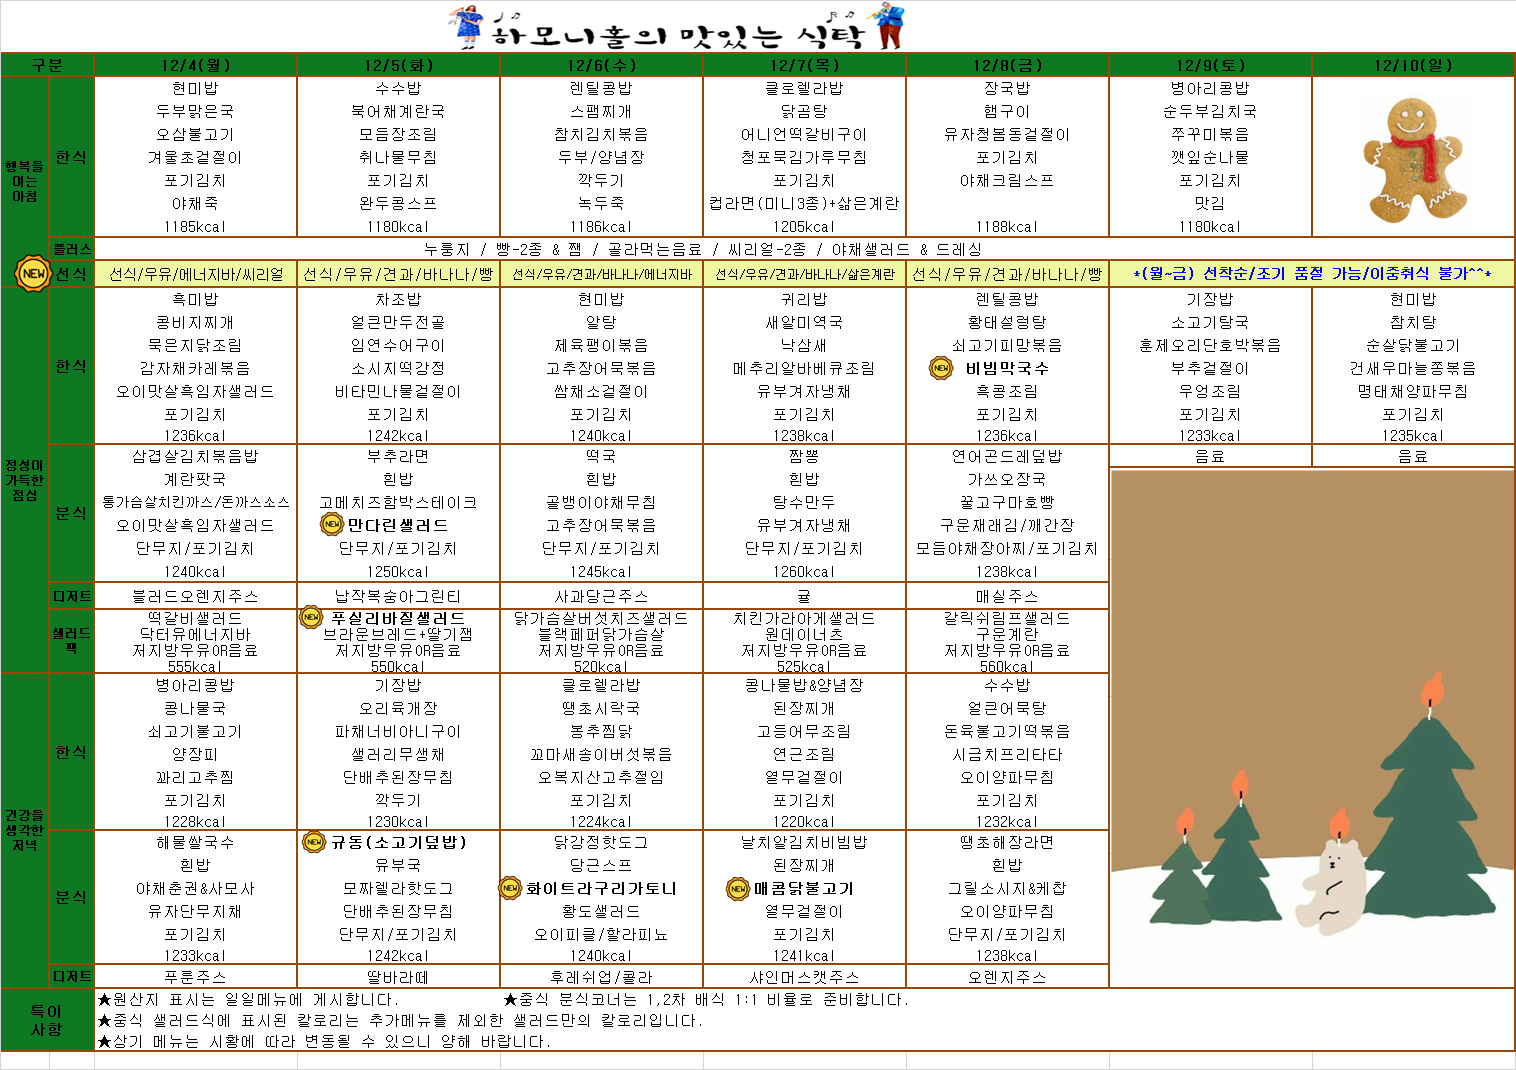 하모니홀의 맛있는 식탁
구분 12/4(월) 12/5(화) 12/6(수) 12/7(목) 12/8(금) 12/9(토) 12/10(일)
행복을 여는 아침
한식
현미밥 수수밥 렌틸콩밥 클로렐라밥 장국밥 병아리콩밥
두부맑은국 북어채계란국 스팸찌개 닭곰탕 햄구이 순두부김치국
오삼불고기 모듬장조림 참치김치볶음 어니언떡갈비구이 유자청봄동겉절이 쭈꾸미볶음
겨울초겉절이 취나물무침 두부/양념장 청포묵김가루무침 포기김치 깻잎순나물
포기김치 포기김치 깍두기 포기김치 야채크림스프 포기김치
야채죽 완두콩스프 녹두죽 컵라면(미니3종)+삶은계란 맛김
1185kcal 1180kcal 1186kcal 1205kcal 1188kcal 1180kcal
플러스 누룽지 / 빵-2종 & 쨈 / 골라먹는음료 / 씨리얼-2종 / 야채샐러드 & 드레싱
NEW 선식 선식/우유/에너지바/씨리얼 선식/우유/견과/바나나/빵 선식/우유/견과/바나나/에너지바 선식/우유/견과/바나나/삶은계란 선식/우유/견과/바나나/빵 *(월~금) 선착순/조기 품절 가능/이중취식 불가^^*
정성이 가득한 점심
한식
흑미밥 차조밥 현미밥 귀리밥 렌틸콩밥 기장밥 현미밥
콩비지찌개 얼큰만두전골 알탕 새알미역국 황태설렁탕 소고기탕국 참치탕
묵은지닭조림 임연수어구이 제육팽이볶음 낙삼새 쇠고기피망볶음 훈제오리단호박볶음 순살닭불고기
감자채카레볶음 소시지떡강정 고추장어묵볶음 메추리알바베큐조림 NEW 비빔막국수 부추겉절이 건새우마늘쫑볶음
오이맛살흑임자샐러드 비타민나물겉절이 쌈채소겉절이 유부겨자냉채 흑콩조림 우엉조림 명태채양파무침
포기김치 포기김치 포기김치 포기김치 포기김치 포기김치 포기김치
1236kcal 1242kcal 1240kcal 1238kcal 1236kcal 1233kcal 1235kcal
분식
삼겹살김치볶음밥 부추라면 떡국 짬뽕 연어곤드레덮밥 음료 음료
계란팟국 흰밥 흰밥 흰밥 가쓰오장국
통가슴살치킨까스/돈까스소스 고메치즈함박스테이크 골뱅이야채무침 탕수만두 꿀고구마호빵
오이맛살흑임자샐러드 NEW 만다린샐러드 고추장어묵볶음 유부겨자냉채 구운재래김/깨간장
단무지/포기김치 단무지/포기김치 단무지/포기김치 단무지/포기김치 모듬야채장아찌/포기김치
1240kcal 1250kcal 1245kcal 1260kcal 1238kcal
디저트 블러드오렌지주스 납작복숭아그린티 사과당근주스 귤 매실주스
샐러드팩
떡갈비샐러드 NEW 푸실리바질샐러드 닭가슴살버섯치즈샐러드 치킨가라아게샐러드 갈릭쉬림프샐러드
닥터유에너지바 브라운브레드+딸기잼 블랙페퍼닭가슴살 원데이너츠 구운계란
저지방우유OR음료 저지방우유OR음료 저지방우유OR음료 저지방우유OR음료 저지방우유OR음료
555kcal 550kcal 520kcal 525kcal 560kcal
건강을 생각한 저녁
한식
병아리콩밥 기장밥 클로렐라밥 콩나물밥&양념장 수수밥
콩나물국 오리육개장 땡초시락국 된장찌개 얼큰어묵탕
쇠고기불고기 파채너비아니구이 봉추찜닭 고등어무조림 돈육불고기떡볶음
양장피 샐러리무생채 꼬마새송이버섯볶음 연근조림 시금치프리타타
꽈리고추찜 단배추된장무침 오복지산고추절임 열무겉절이 오이양파무침
포기김치 깍두기 포기김치 포기김치 포기김치
1228kcal 1230kcal 1224kcal 1220kcal 1232kcal
분식
해물쌀국수 NEW 규동(소고기덮밥) 닭강정핫도그 날치알김치비빔밥 땡초해장라면
흰밥 유부국 당근스프 된장찌개 흰밥
야채춘권&사모사 모짜렐라핫도그 NEW 화이트라구리가토니 NEW 매콤닭불고기 그릴소시지&케찹
유자단무지채 단배추된장무침 황도샐러드 열무겉절이 오이양파무침
포기김치 단무지/포기김치 오이피클/할라피뇨 포기김치 단무지/포기김치
1233kcal 1242kcal 1240kcal 1241kcal 1238kcal
디저트 푸룬주스 딸바라떼 후레쉬업/콜라 샤인머스캣주스 오렌지주스
특이사항
★원산지 표시는 일일메뉴에 게시합니다. ★중식 분식코너는 1,2차 배식 1:1 비율로 준비합니다.
★중식 샐러드식에 표시된 칼로리는 추가메뉴를 제외한 샐러드만의 칼로리입니다.
★상기 메뉴는 시황에 따라 변동될 수 있으니 양해 바랍니다.